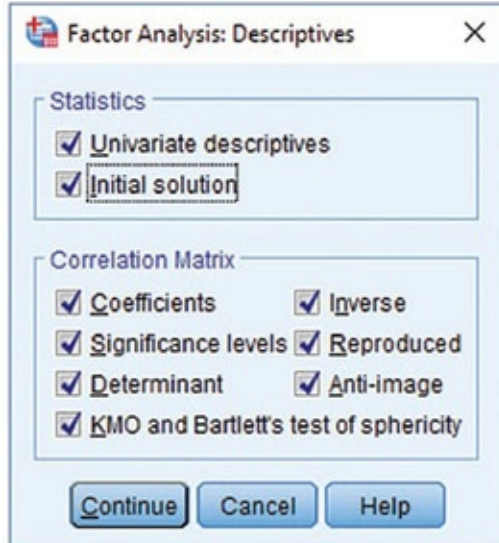 Factor Analysis: Descriptives
Statistics
Univariate descriptives
Initial solution
Correlation Matrix
Coefficients Inverse
Significance levels Reproduced
Determinant Anti-image
KMO and Bartlett's test of sphericity
Continue Cancel Help